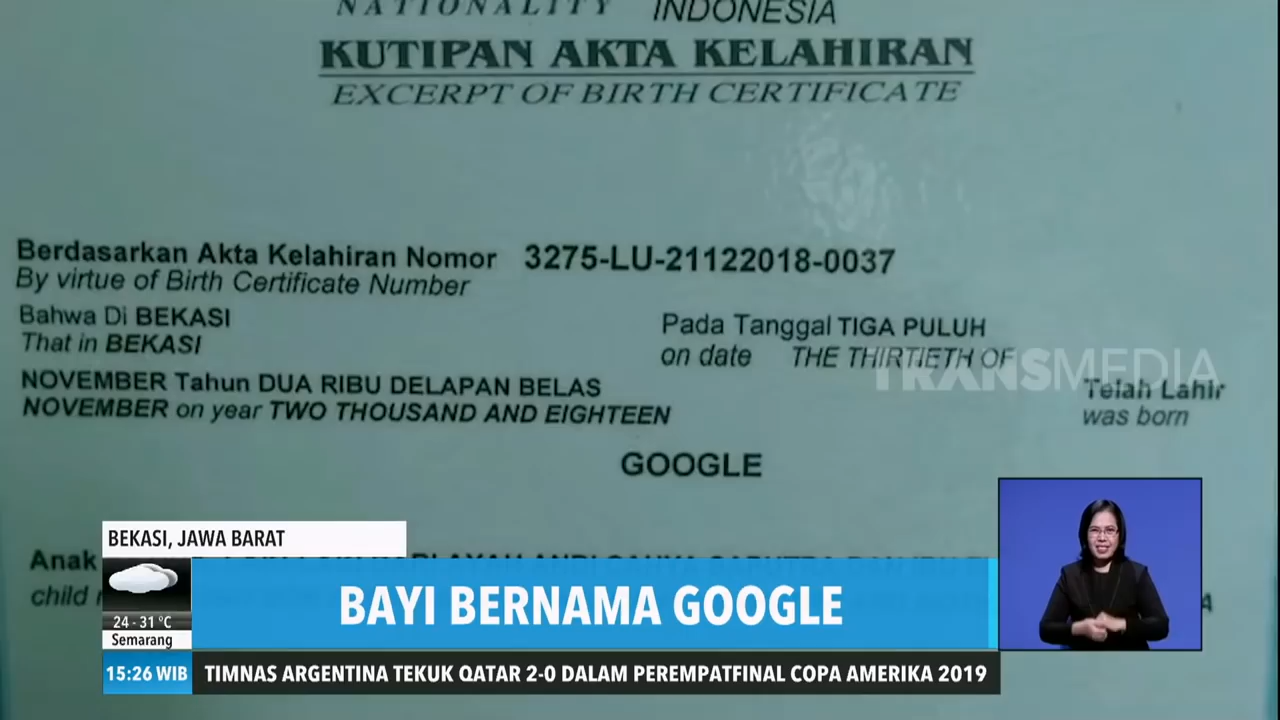 NATIONALITY INDONESIA
KUTIPAN AKTA KELAHIRAN
EXCERPT OF BIRTH CERTIFICATE
Berdasarkan Akta Kelahiran Nomor 3275-LU-21122018-0037
By virtue of Birth Certificate Number
Bahwa Di BEKASI Pada Tanggal TIGA PULUH
That in BEKASI on date THE THIRTIETH OF
TRANSMEDIA
NOVEMBER Tahun DUA RIBU DELAPAN BELAS Telah Lahir
NOVEMBER on year TWO THOUSAND AND EIGHTEEN was born
GOOGLE
BEKASI, JAWA BARAT
Anak
child
BAYI BERNAMA GOOGLE
24 - 31 °C
Semarang
15:26 WIB TIMNAS ARGENTINA TEKUK QATAR 2-0 DALAM PEREMPATFINAL COPA AMERIKA 2019